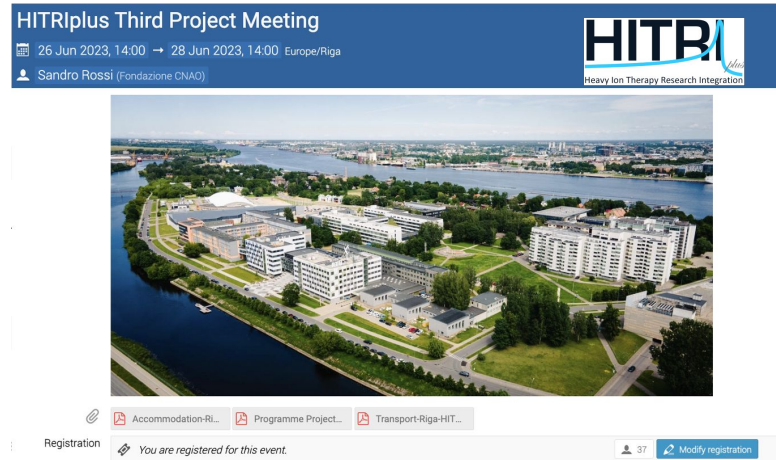 HITRIplus Third Project Meeting
26 Jun 2023, 14:00 → 28 Jun 2023, 14:00 Europe/Riga
Sandro Rossi (Fondazione CNAO)
HITRI plus
Heavy Ion Therapy Research Integration
Accommodation-Ri... Programme Project... Transport-Riga-HIT...
Registration
You are registered for this event.
37
Modify registration